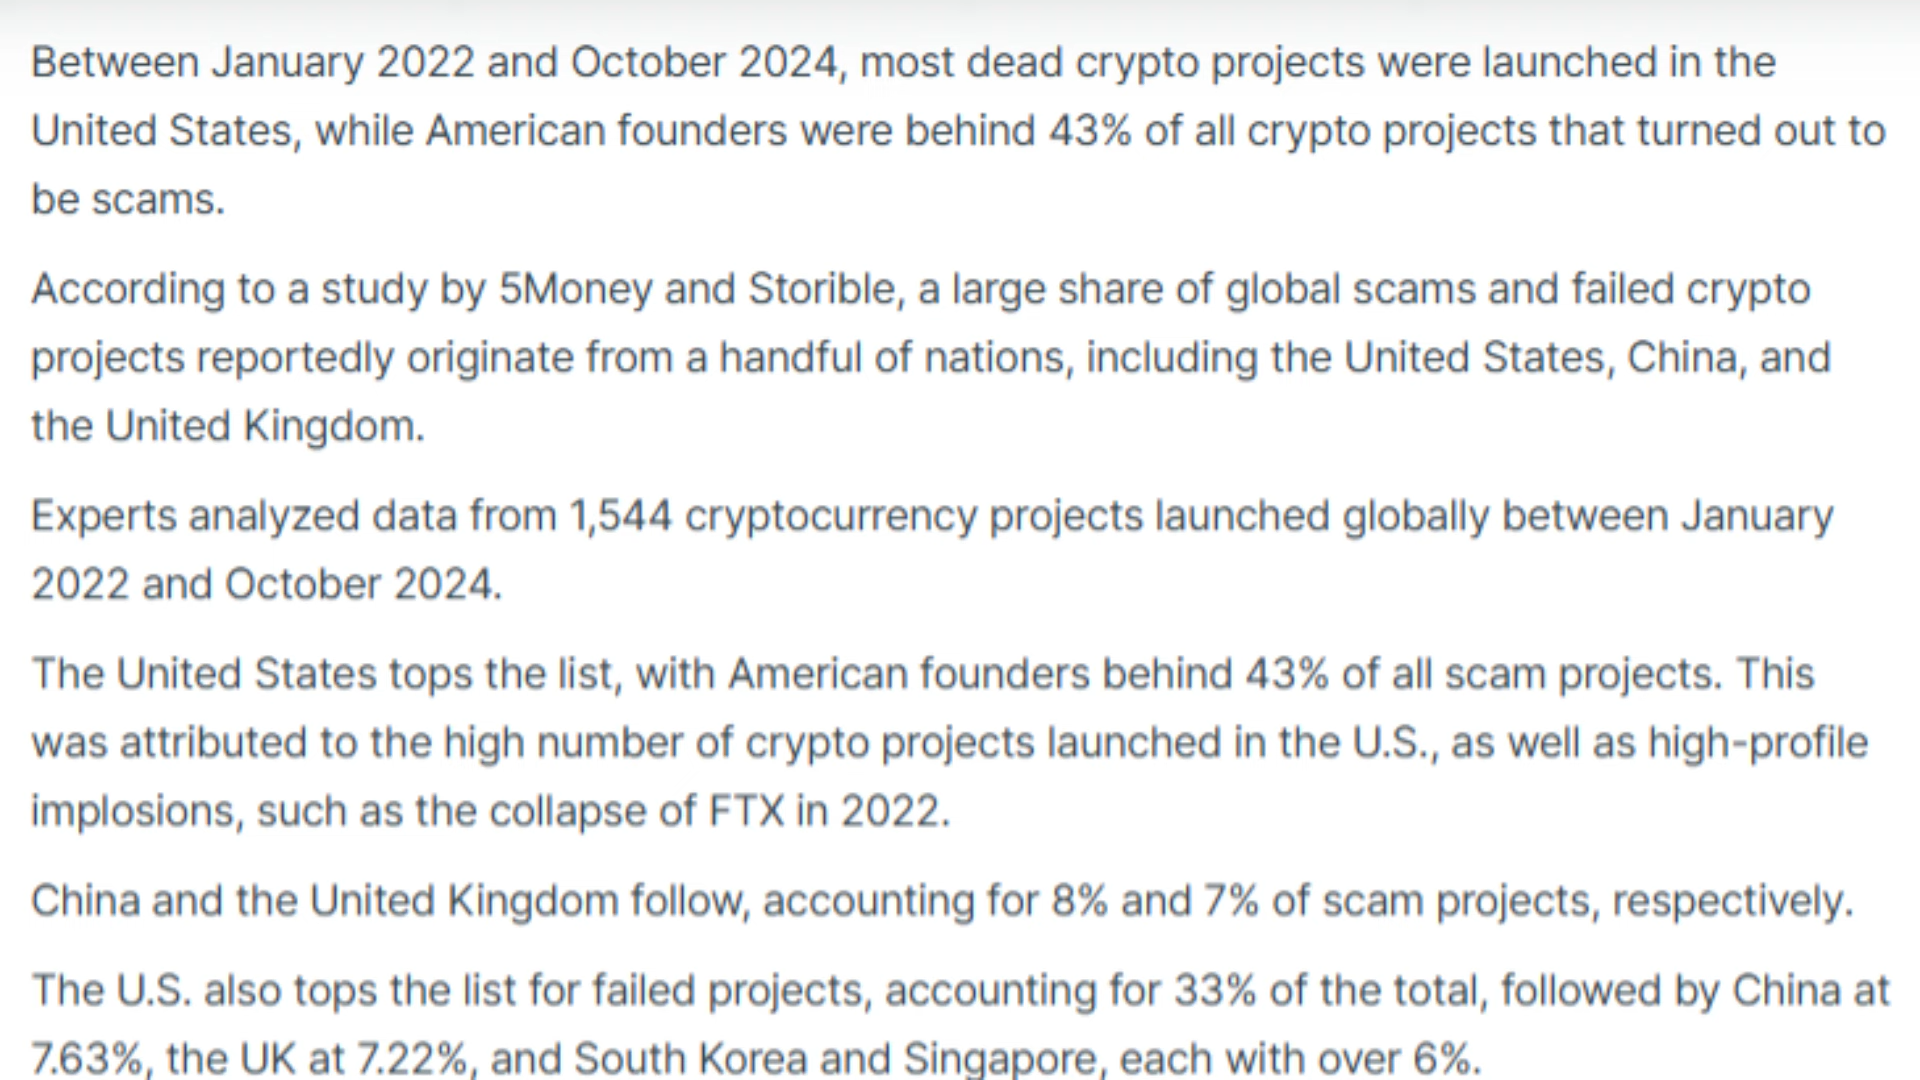 Between January 2022 and October 2024, most dead crypto projects were launched in the
United States, while American founders were behind 43% of all crypto projects that turned out to
be scams.
According to a study by 5Money and Storible, a large share of global scams and failed crypto
projects reportedly originate from a handful of nations, including the United States, China, and
the United Kingdom.
Experts analyzed data from 1,544 cryptocurrency projects launched globally between January
2022 and October 2024.
The United States tops the list, with American founders behind 43% of all scam projects. This
was attributed to the high number of crypto projects launched in the U.S., as well as high-profile
implosions, such as the collapse of FTX in 2022.
China and the United Kingdom follow, accounting for 8% and 7% of scam projects, respectively.
The U.S. also tops the list for failed projects, accounting for 33% of the total, followed by China at
7.63%, the UK at 7.22%, and South Korea and Singapore, each with over 6%.